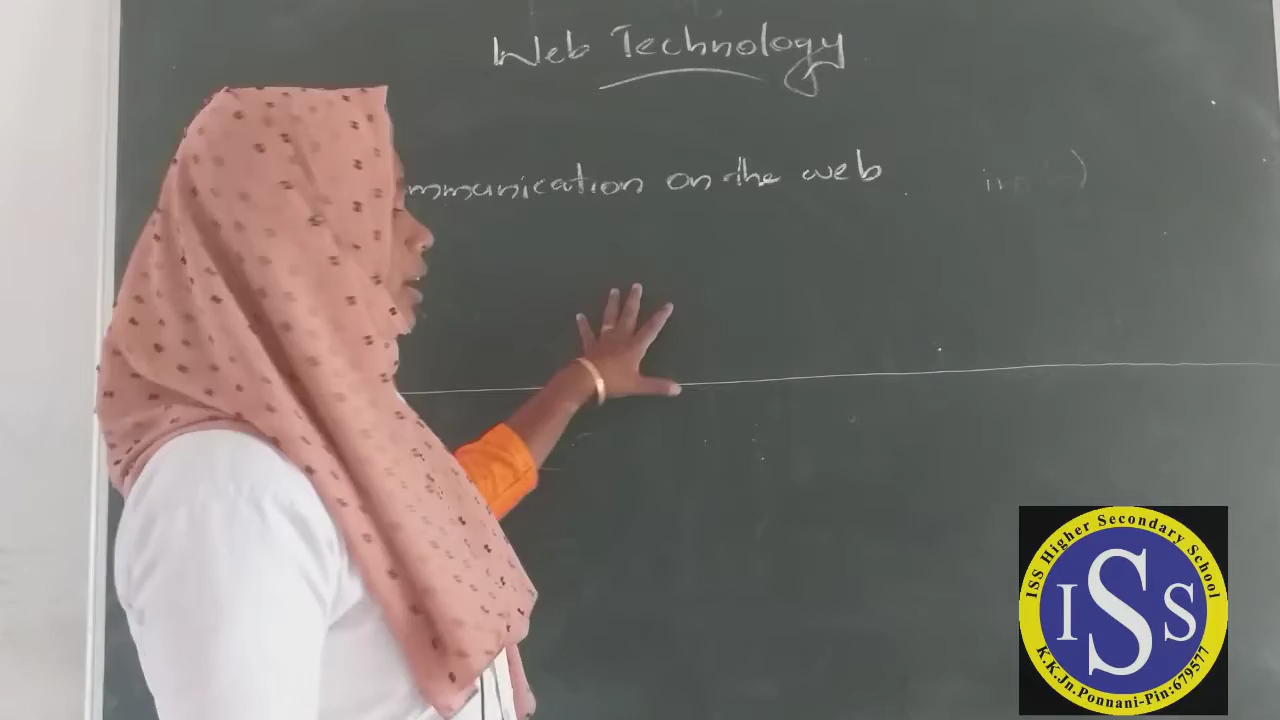 Web Technology
mmunication on the web
ISS Higher Secondary School
ISS
K.K.Jn.Ponnani-Pin:679577